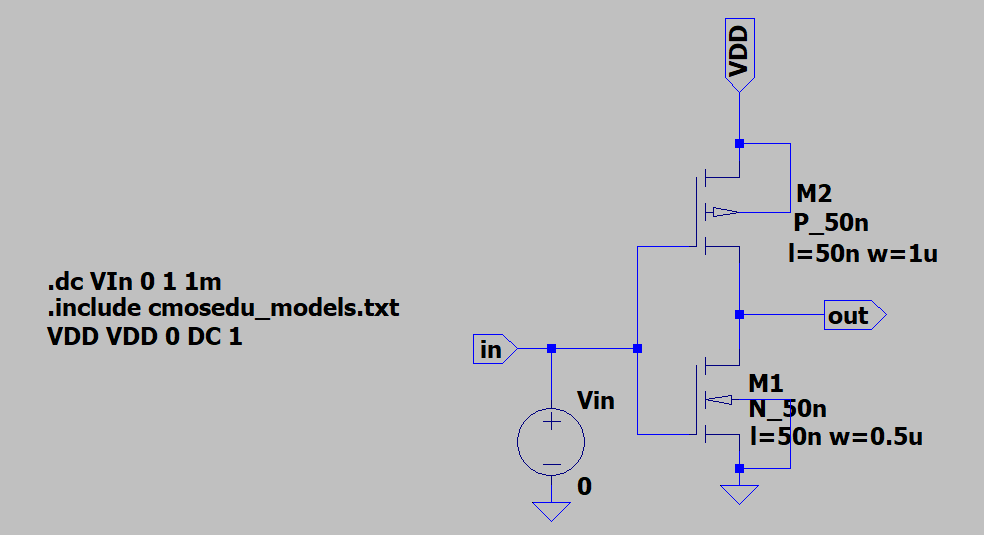 VDD
M2
P_50n
l=50n w=1u
.dc VIn 0 1 1m
.include cmosedu_models.txt
VDD VDD 0 DC 1
in
out
Vin
0
M1
N_50n
l=50n w=0.5u